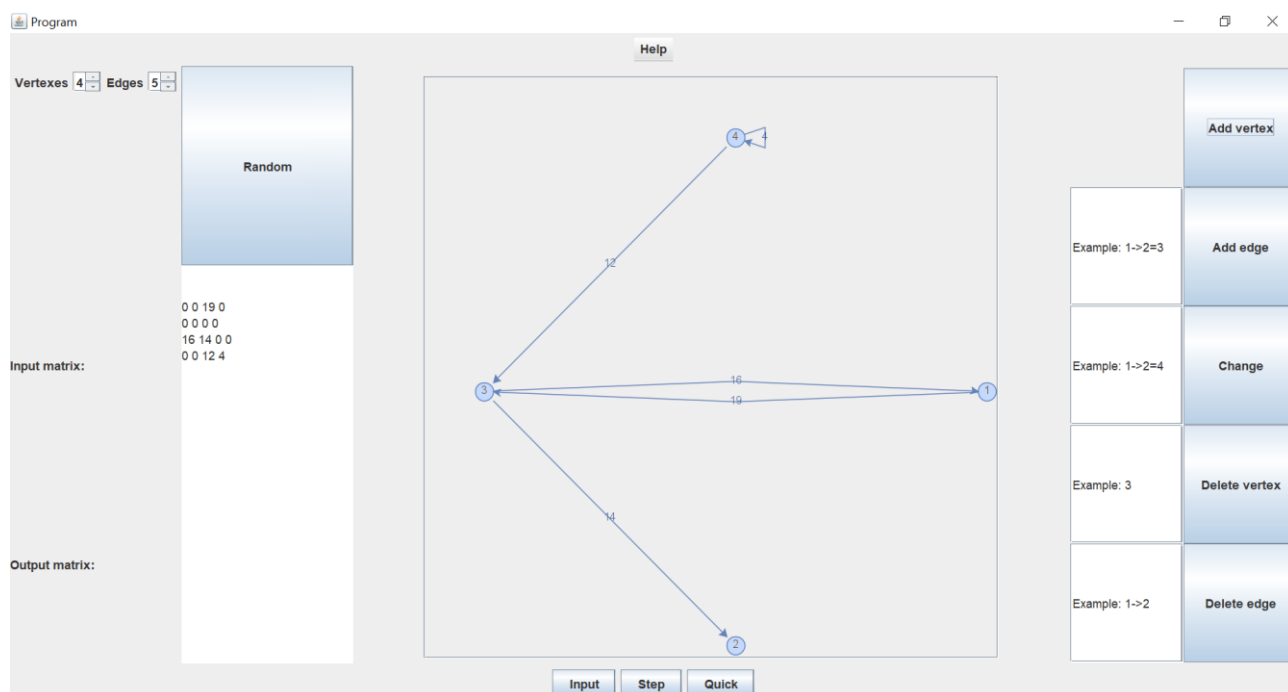 Program
Help
Vertexes 4 Edges 5
Random
Add vertex
Add edge
Change
Delete vertex
Delete edge
Example: 1->2=3
Example: 1->2=4
Example: 3
Example: 1->2
Input matrix:
0 0 19 0
0 0 0 0
16 14 0 0
0 0 12 4
Output matrix:
4
4
12
3
16
19
1
14
2
Input
Step
Quick